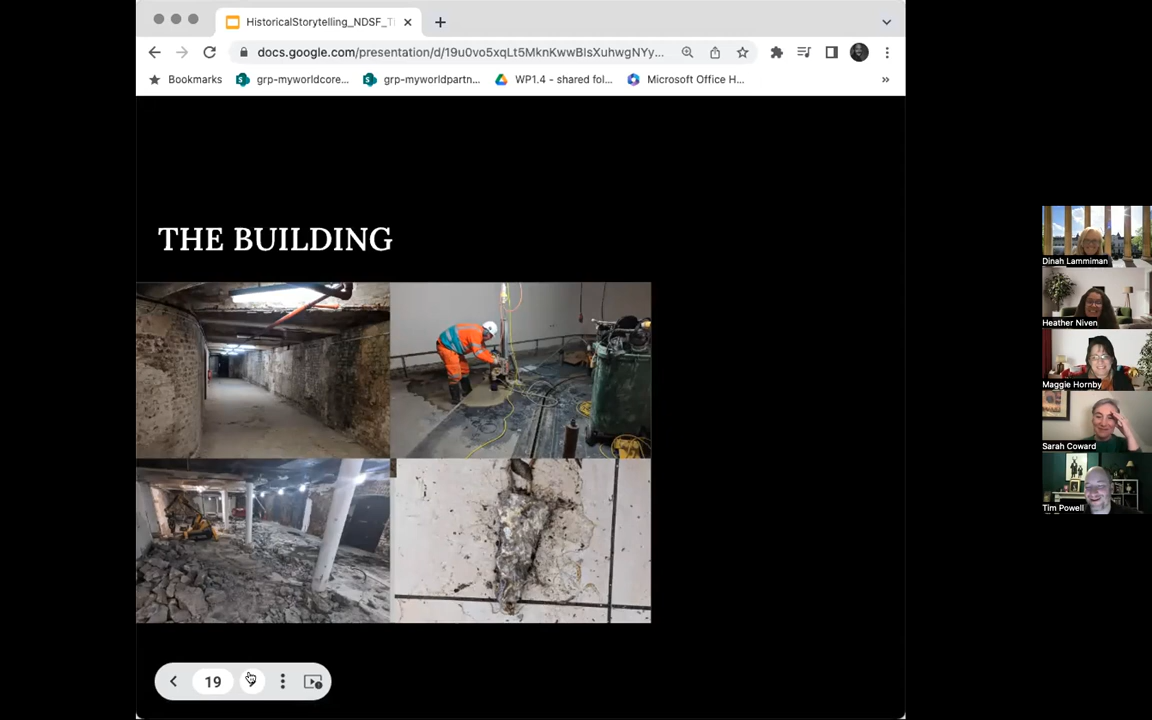 HistoricalStorytelling_NDSF_T
docs.google.com/presentation/d/19u0vo5xqLt5MknKwwBlsXuhwgNYy...
Bookmarks
grp-myworldcore...
grp-myworldpartn...
WP1.4 - shared fol...
Microsoft Office H...
THE BUILDING
Dinah Lammiman
Heather Niven
Maggie Hornby
Sarah Coward
Tim Powell
19